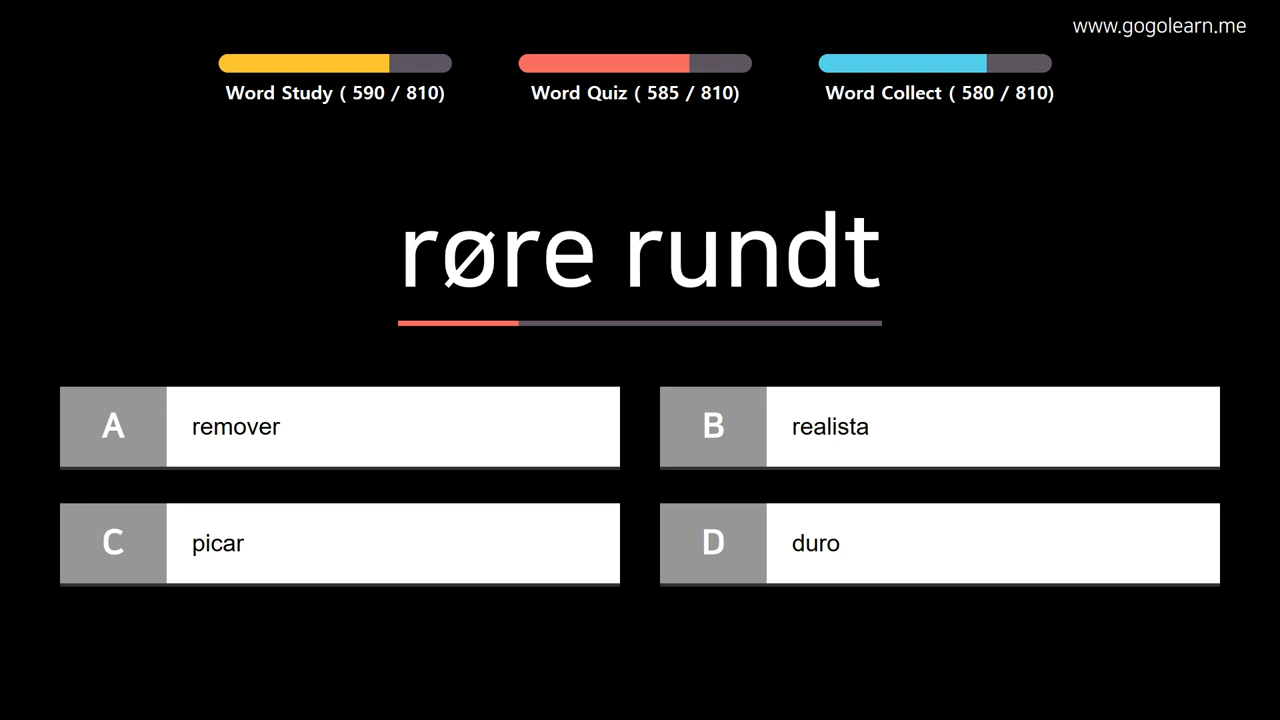 www.gogolearn.me
Word Study ( 590 / 810)
Word Quiz ( 585 / 810)
Word Collect ( 580 / 810)
røre rundt
A remover
B realista
C picar
D duro